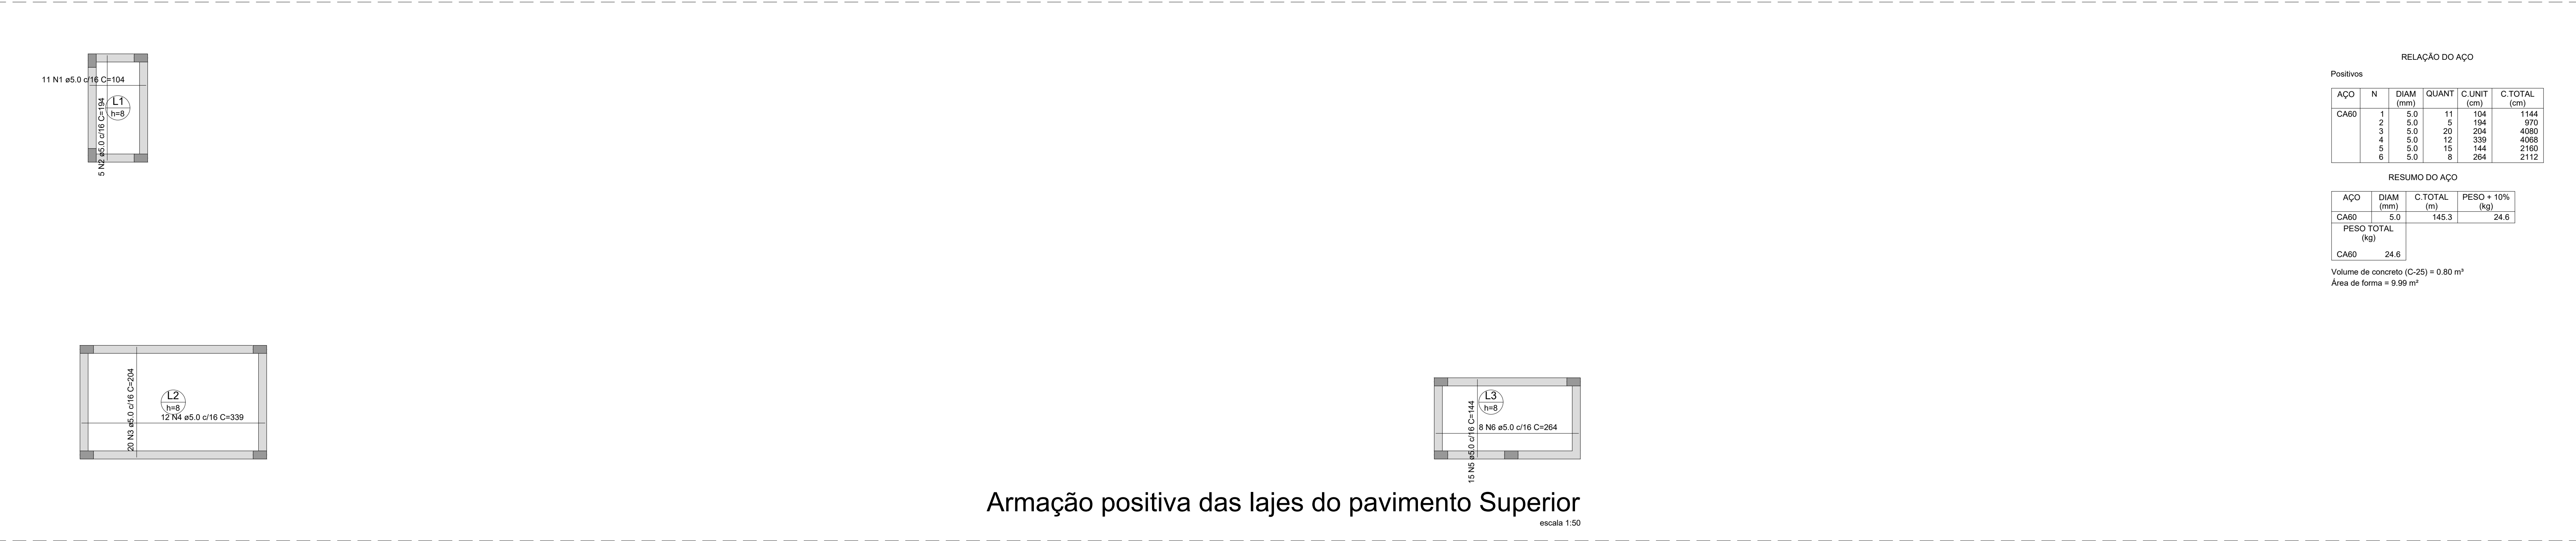 11 N1 ø5.0 c/16 C=104
5 N2 ø5.0 c/16 C=194
L1
h=8
20 N3 ø5.0 c/16 C=204
L2
h=8
12 N4 ø5.0 c/16 C=339
15 N5 ø5.0 c/16 C=144
L3
h=8
8 N6 ø5.0 c/16 C=264
Armação positiva das lajes do pavimento Superior
escala 1:50
RELAÇÃO DO AÇO
Positivos
AÇO N DIAM QUANT C.UNIT C.TOTAL
(mm) (cm) (cm)
CA60 1 5.0 11 104 1144
2 5.0 5 194 970
3 5.0 20 204 4080
4 5.0 12 339 4068
5 5.0 15 144 2160
6 5.0 8 264 2112
RESUMO DO AÇO
AÇO DIAM C.TOTAL PESO + 10%
(mm) (m) (kg)
CA60 5.0 145.3 24.6
PESO TOTAL
(kg)
CA60 24.6
Volume de concreto (C-25) = 0.80 m³
Área de forma = 9.99 m²